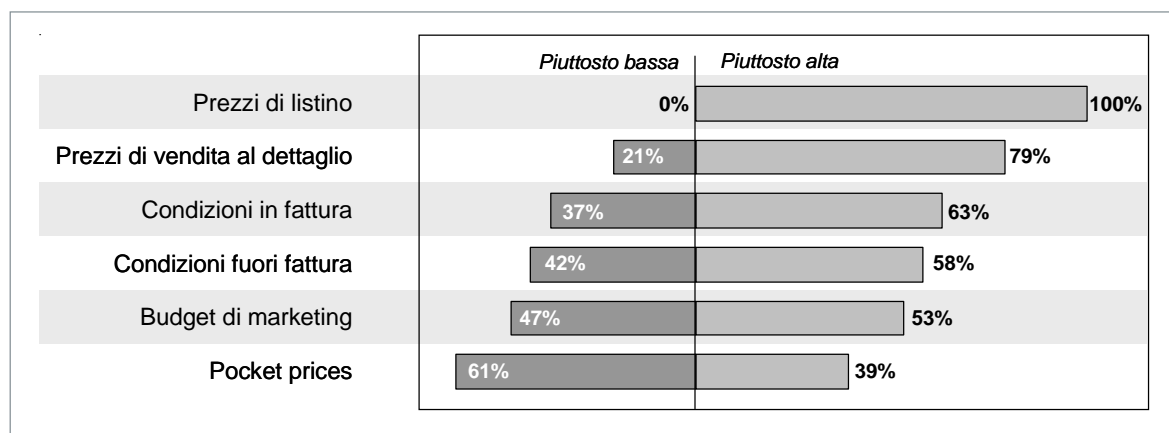 Piuttosto bassa Piuttosto alta
Prezzi di listino 0% 100%
Prezzi di vendita al dettaglio 21% 79%
Condizioni in fattura 37% 63%
Condizioni fuori fattura 42% 58%
Budget di marketing 47% 53%
Pocket prices 61% 39%